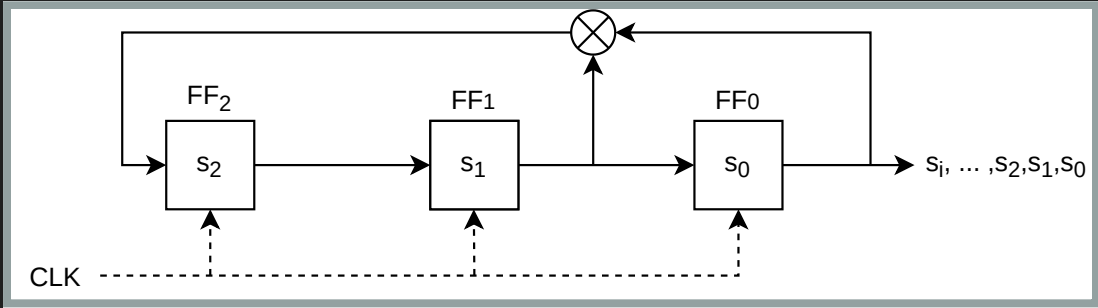 FF₂ FF1 FF0
s₂ s₁ s₀ sᵢ, ... ,s₂,s₁,s₀
CLK